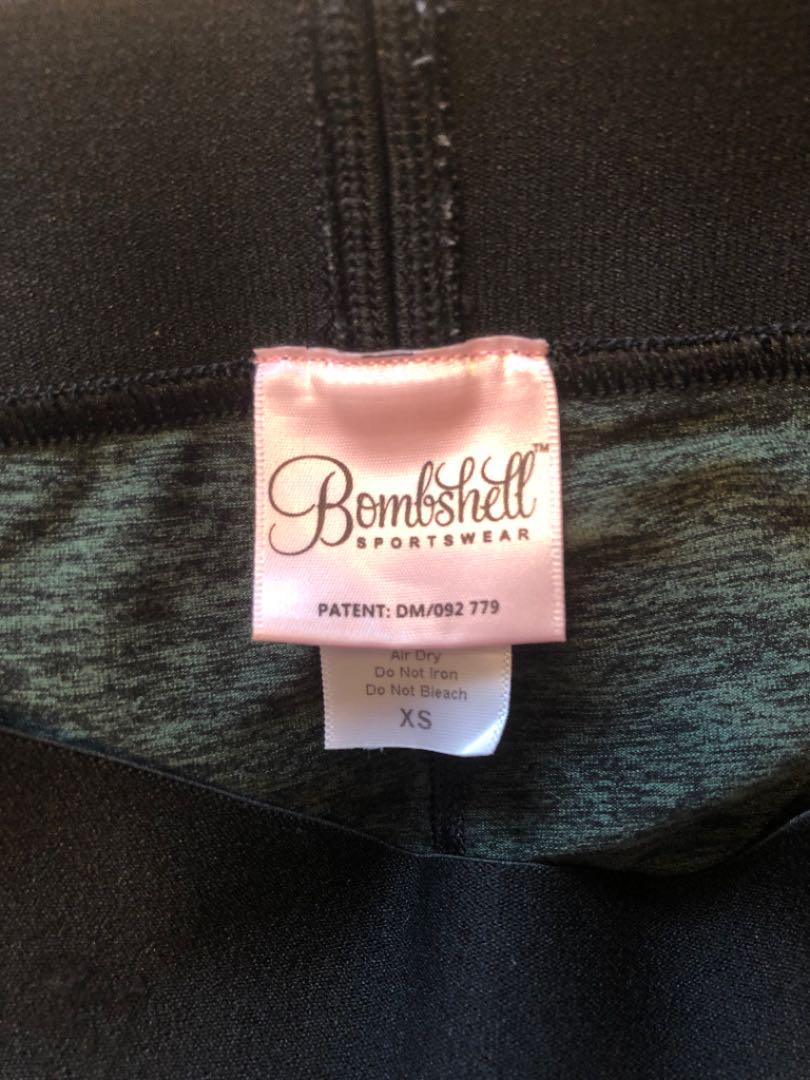 Bombshell™
SPORTSWEAR
PATENT: DM/092 779
Air Dry
Do Not Iron
Do Not Bleach
XS